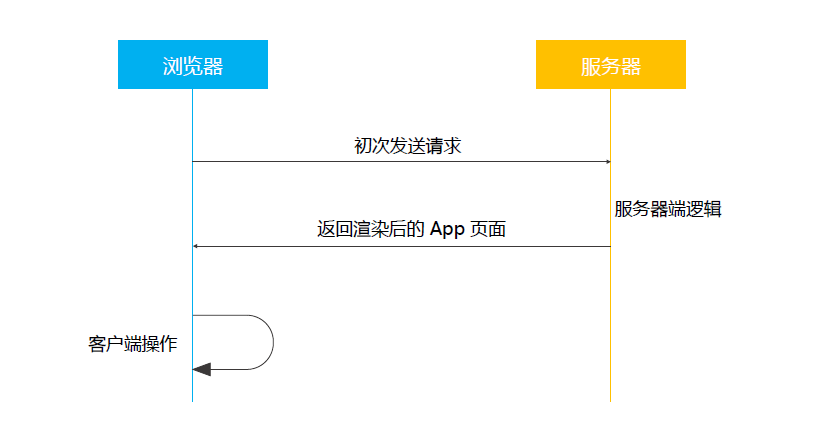 浏览器
服务器
初次发送请求
服务器端逻辑
返回渲染后的 App 页面
客户端操作